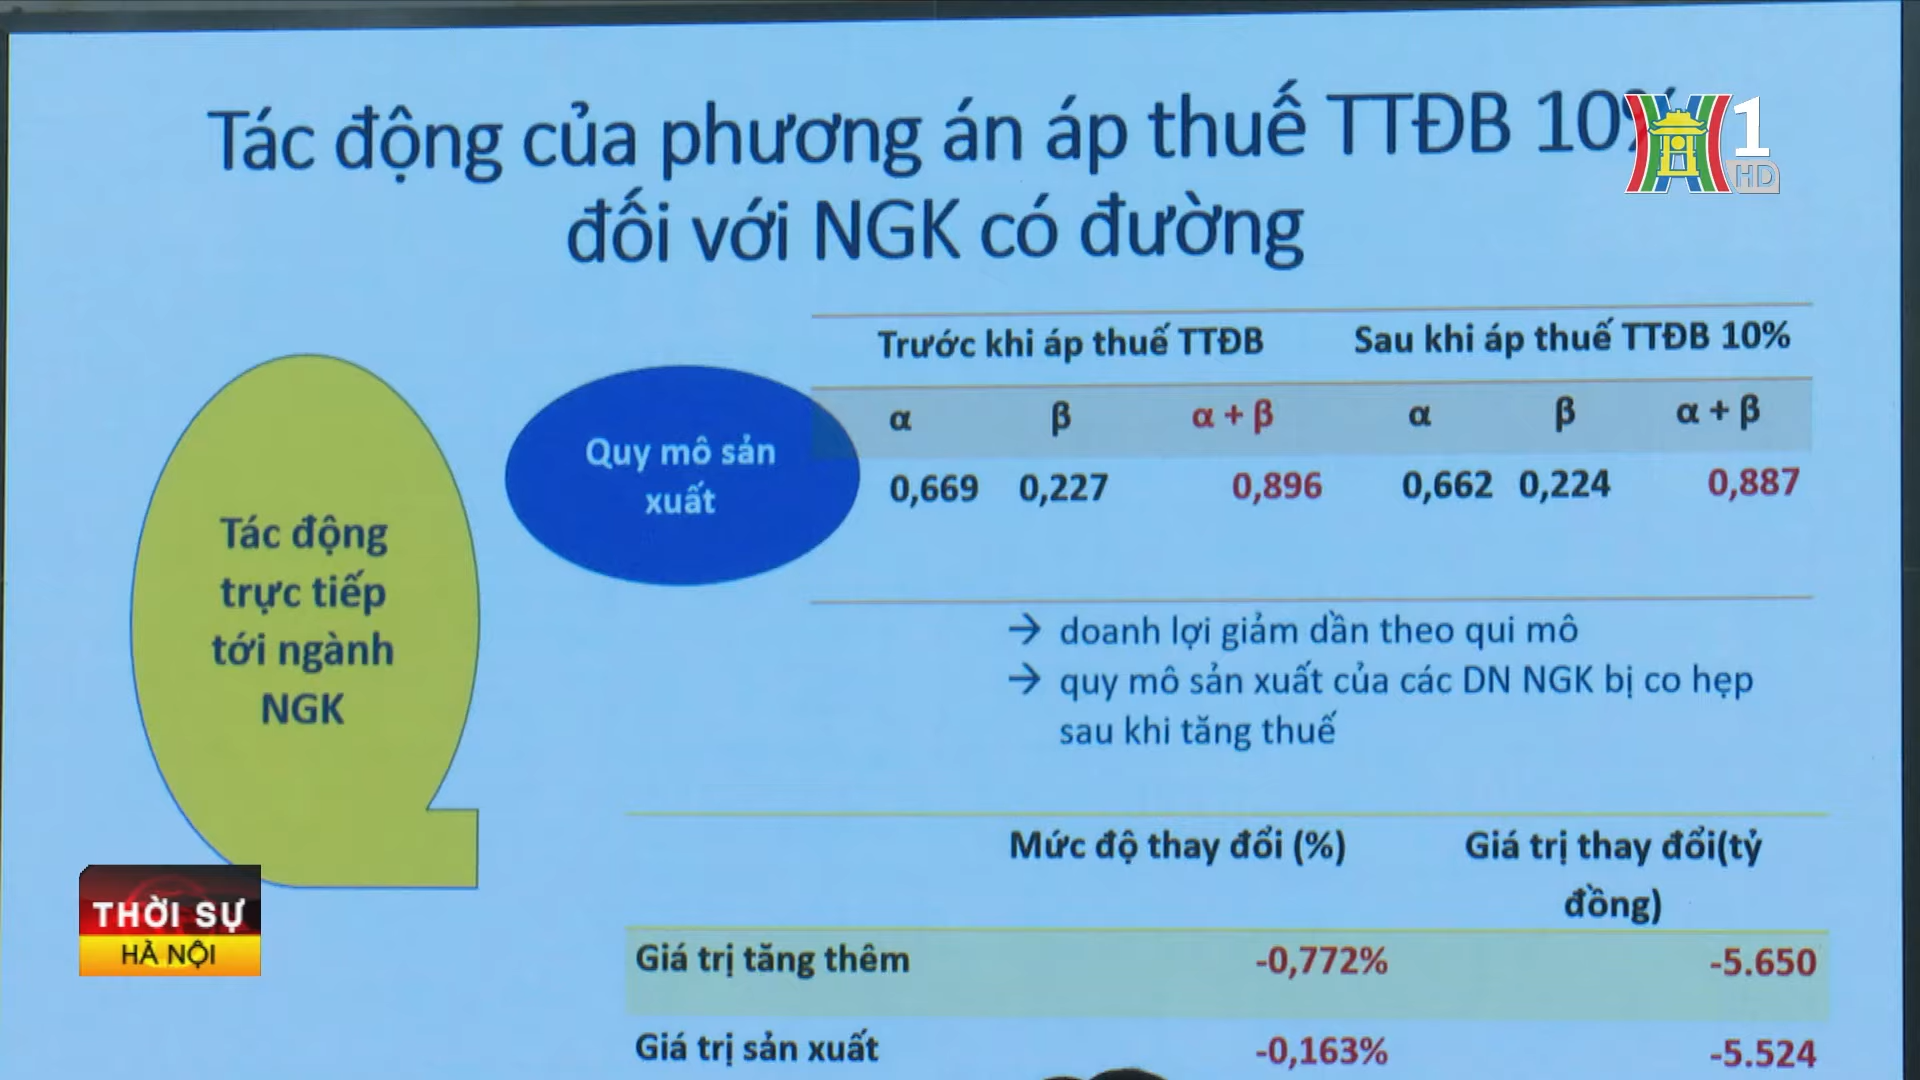 Tác động của phương án áp thuế TTĐB 10%
đối với NGK có đường
1
HD
Trước khi áp thuế TTĐB Sau khi áp thuế TTĐB 10%
α β α + β α β α + β
Quy mô sản
xuất
0,669 0,227 0,896 0,662 0,224 0,887
Tác động
trực tiếp
tới ngành
NGK
→ doanh lợi giảm dần theo qui mô
→ quy mô sản xuất của các DN NGK bị co hẹp
sau khi tăng thuế
Mức độ thay đổi (%) Giá trị thay đổi(tỷ
đồng)
Giá trị tăng thêm -0,772% -5.650
Giá trị sản xuất -0,163% -5.524
THỜI SỰ
HÀ NỘI